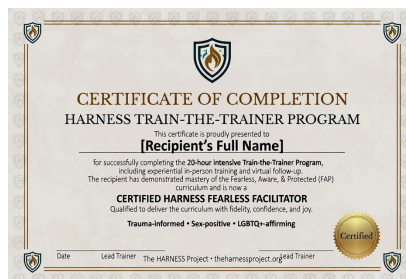 CERTIFICATE OF COMPLETION
HARNESS TRAIN-THE-TRAINER PROGRAM
This certificate is proudly presented to
[Recipient's Full Name]
for successfully completing the 20-hour intensive Train-the-Trainer Program,
including experiential in-person training and virtual follow-up.
The recipient has demonstrated mastery of the Fearless, Aware, & Protected (FAP)
curriculum and is now a
CERTIFIED HARNESS FEARLESS FACILITATOR
Qualified to deliver the curriculum with fidelity, confidence, and joy.
Trauma-informed • Sex-positive • LGBTQ+-affirming
Certified
Date Lead Trainer The HARNESS Project • theharnessproject.org Lead Trainer